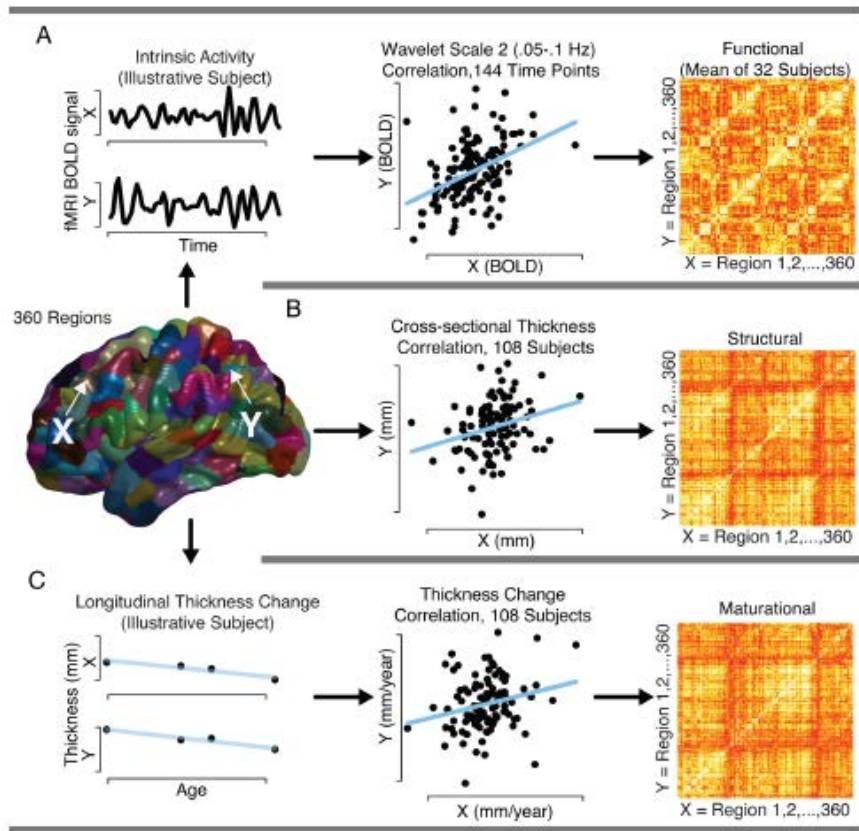 A
Intrinsic Activity
(Illustrative Subject)
fMRI BOLD signal
X
Y
Time
Wavelet Scale 2 (.05-.1 Hz)
Correlation,144 Time Points
Y (BOLD)
X (BOLD)
Functional
(Mean of 32 Subjects)
Y = Region 1,2,...,360
X = Region 1,2,...,360
360 Regions
X
Y
B
Cross-sectional Thickness
Correlation, 108 Subjects
Y (mm)
X (mm)
Structural
Y = Region 1,2,...,360
X = Region 1,2,...,360
C
Longitudinal Thickness Change
(Illustrative Subject)
Thickness (mm)
X
Y
Age
Thickness Change
Correlation, 108 Subjects
Y (mm/year)
X (mm/year)
Maturational
Y = Region 1,2,...,360
X = Region 1,2,...,360